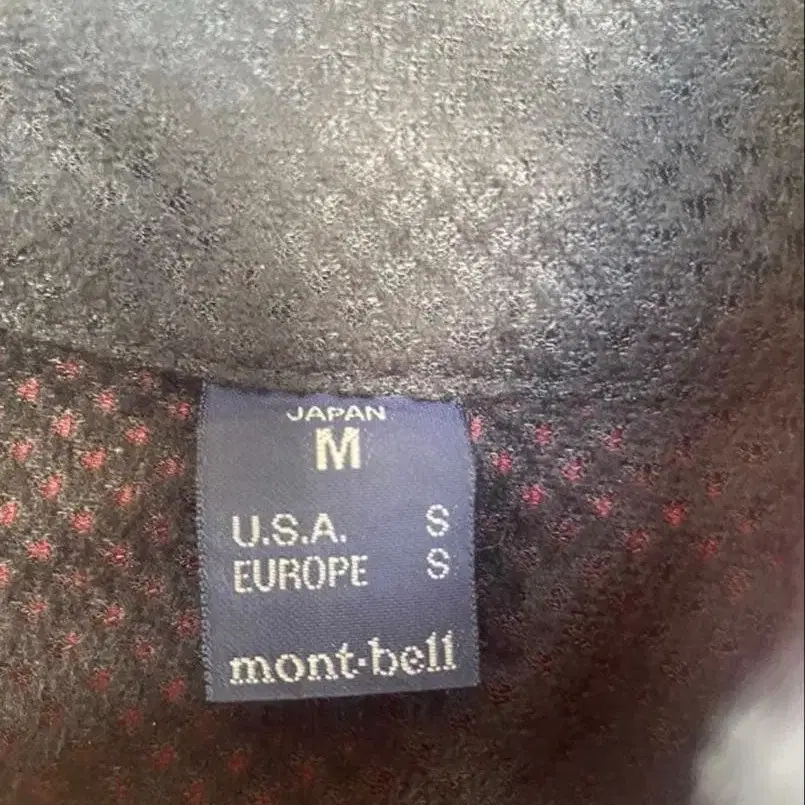 JAPAN
M
U.S.A. S
EUROPE S
mont-bell